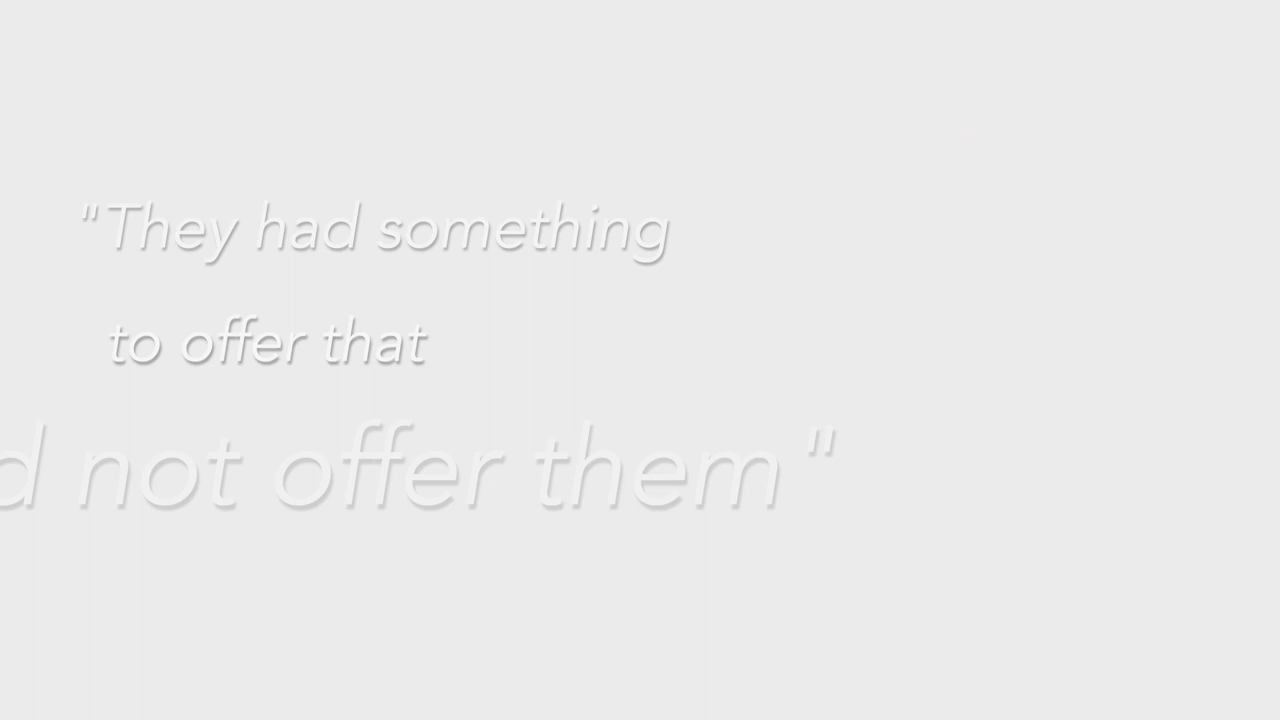 "They had something
to offer that
not offer them"